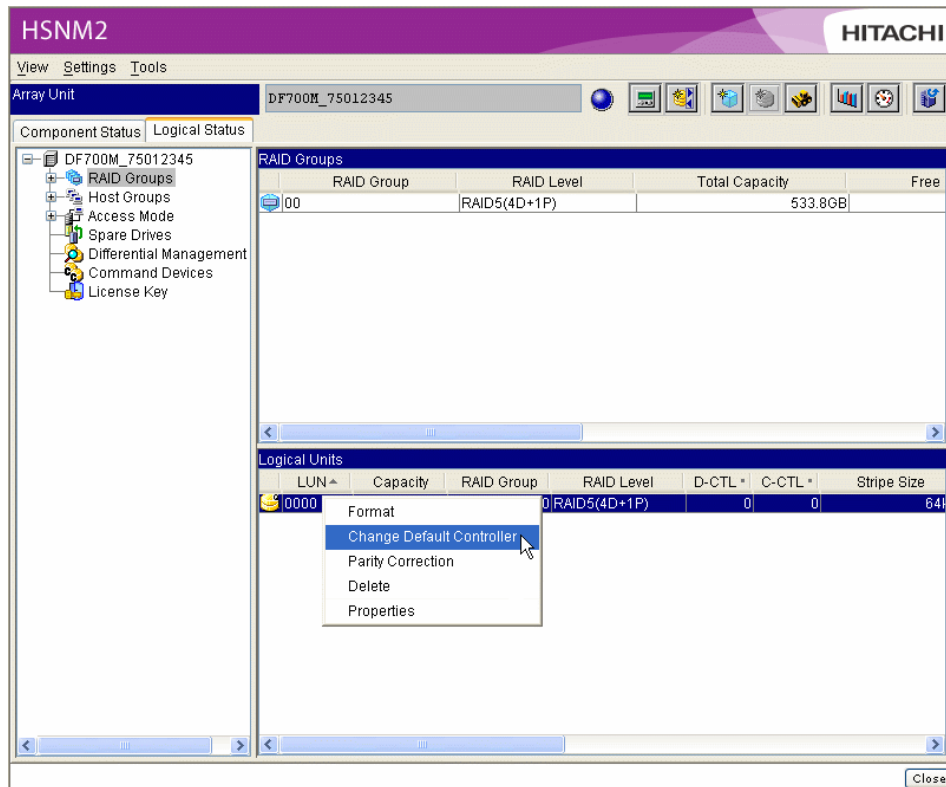 HSNM2
HITACHI
View Settings Tools
Array Unit
DF700M_75012345
Component Status Logical Status
DF700M_75012345
RAID Groups
Host Groups
Access Mode
Spare Drives
Differential Management
Command Devices
License Key
RAID Groups
RAID Group RAID Level Total Capacity Free
00 RAID5(4D+1P) 533.8GB
Logical Units
LUN Capacity RAID Group RAID Level D-CTL * C-CTL * Stripe Size
0000 0 RAID5(4D+1P) 0 0 64
Format
Change Default Controller
Parity Correction
Delete
Properties
Close